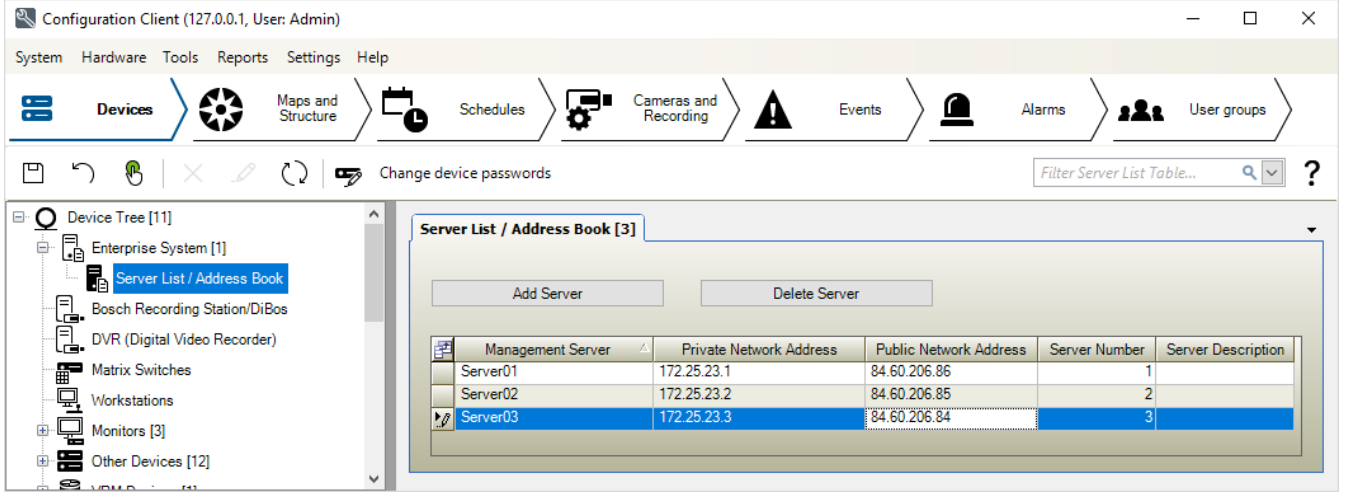 Configuration Client (127.0.0.1, User: Admin)
System Hardware Tools Reports Settings Help
Devices Maps and Structure Schedules Cameras and Recording Events Alarms User groups
Change device passwords Filter Server List Table... ?
Device Tree [11]
Enterprise System [1]
Server List / Address Book
Bosch Recording Station/DiBos
DVR (Digital Video Recorder)
Matrix Switches
Workstations
Monitors [3]
Other Devices [12]
Server List / Address Book [3]
Add Server Delete Server
Management Server Private Network Address Public Network Address Server Number Server Description
Server01 172.25.23.1 84.60.206.86 1
Server02 172.25.23.2 84.60.206.85 2
Server03 172.25.23.3 84.60.206.84 3